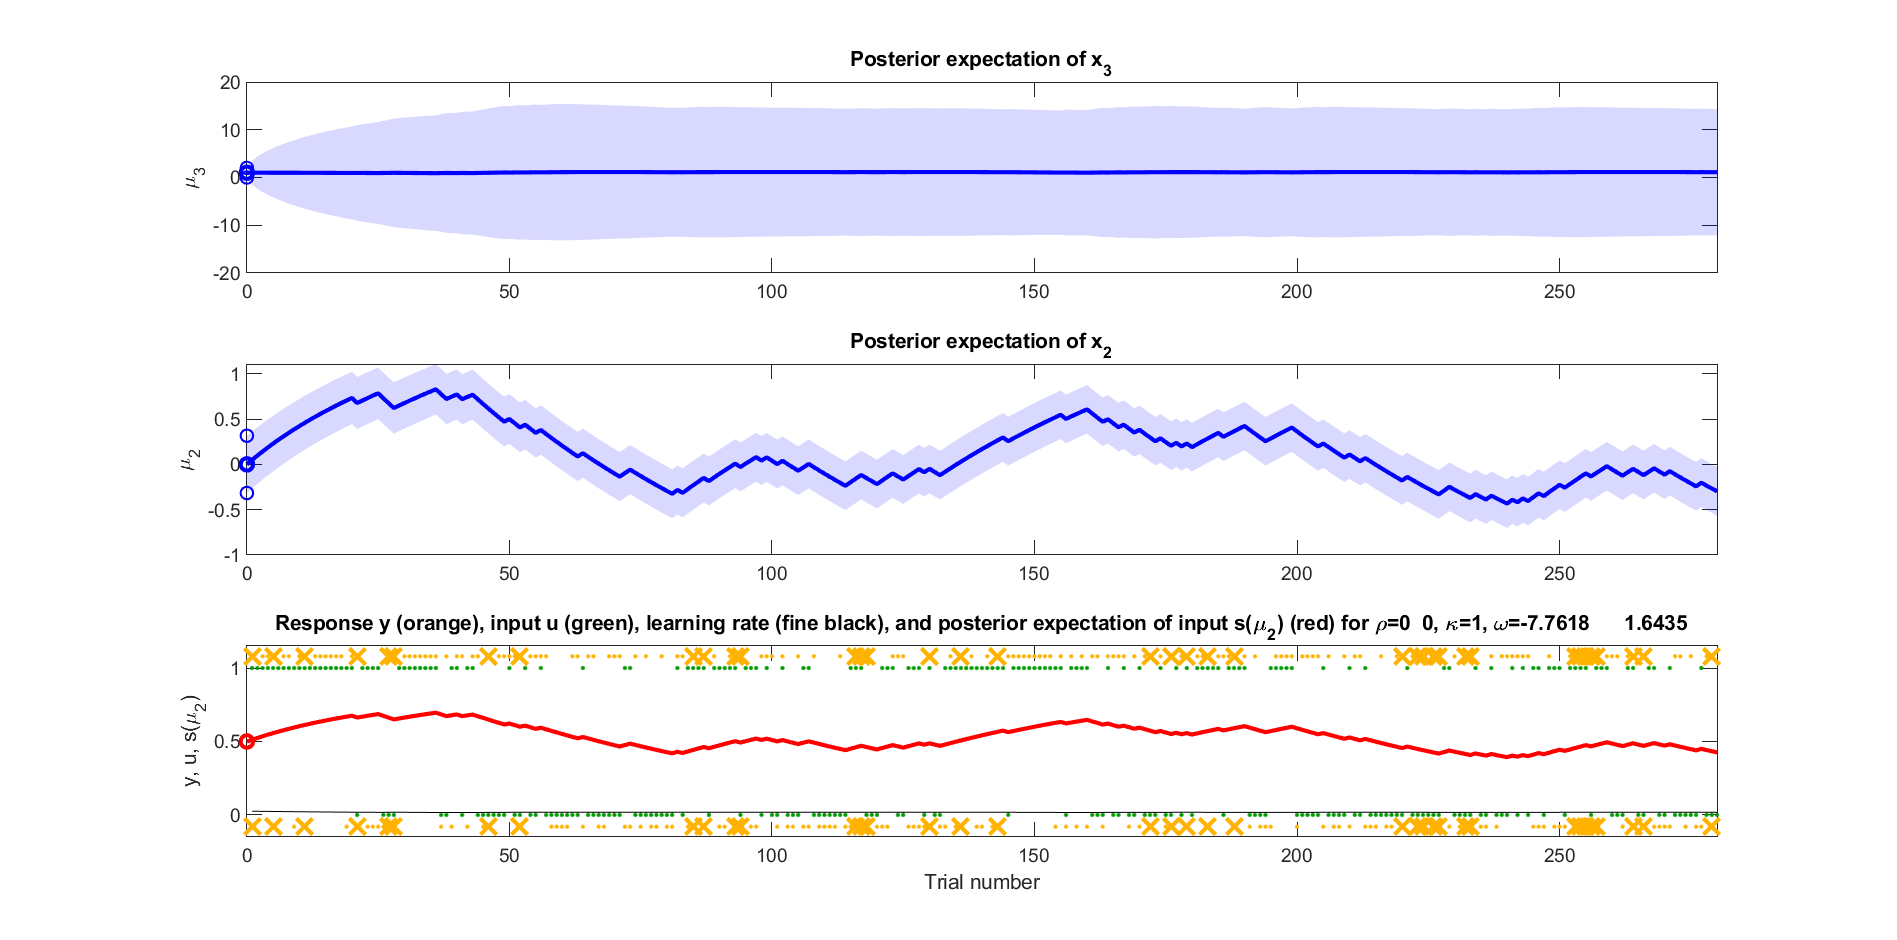 Posterior expectation of x3
20
10
0
-10
-20
μ3
0 50 100 150 200 250
Posterior expectation of x2
1
0.5
0
-0.5
-1
μ2
0 50 100 150 200 250
Response y (orange), input u (green), learning rate (fine black), and posterior expectation of input s(μ2) (red) for ρ=0 0, κ=1, ω=-7.7618 1.6435
1
0.5
0
y, u, s(μ2)
0 50 100 150 200 250
Trial number